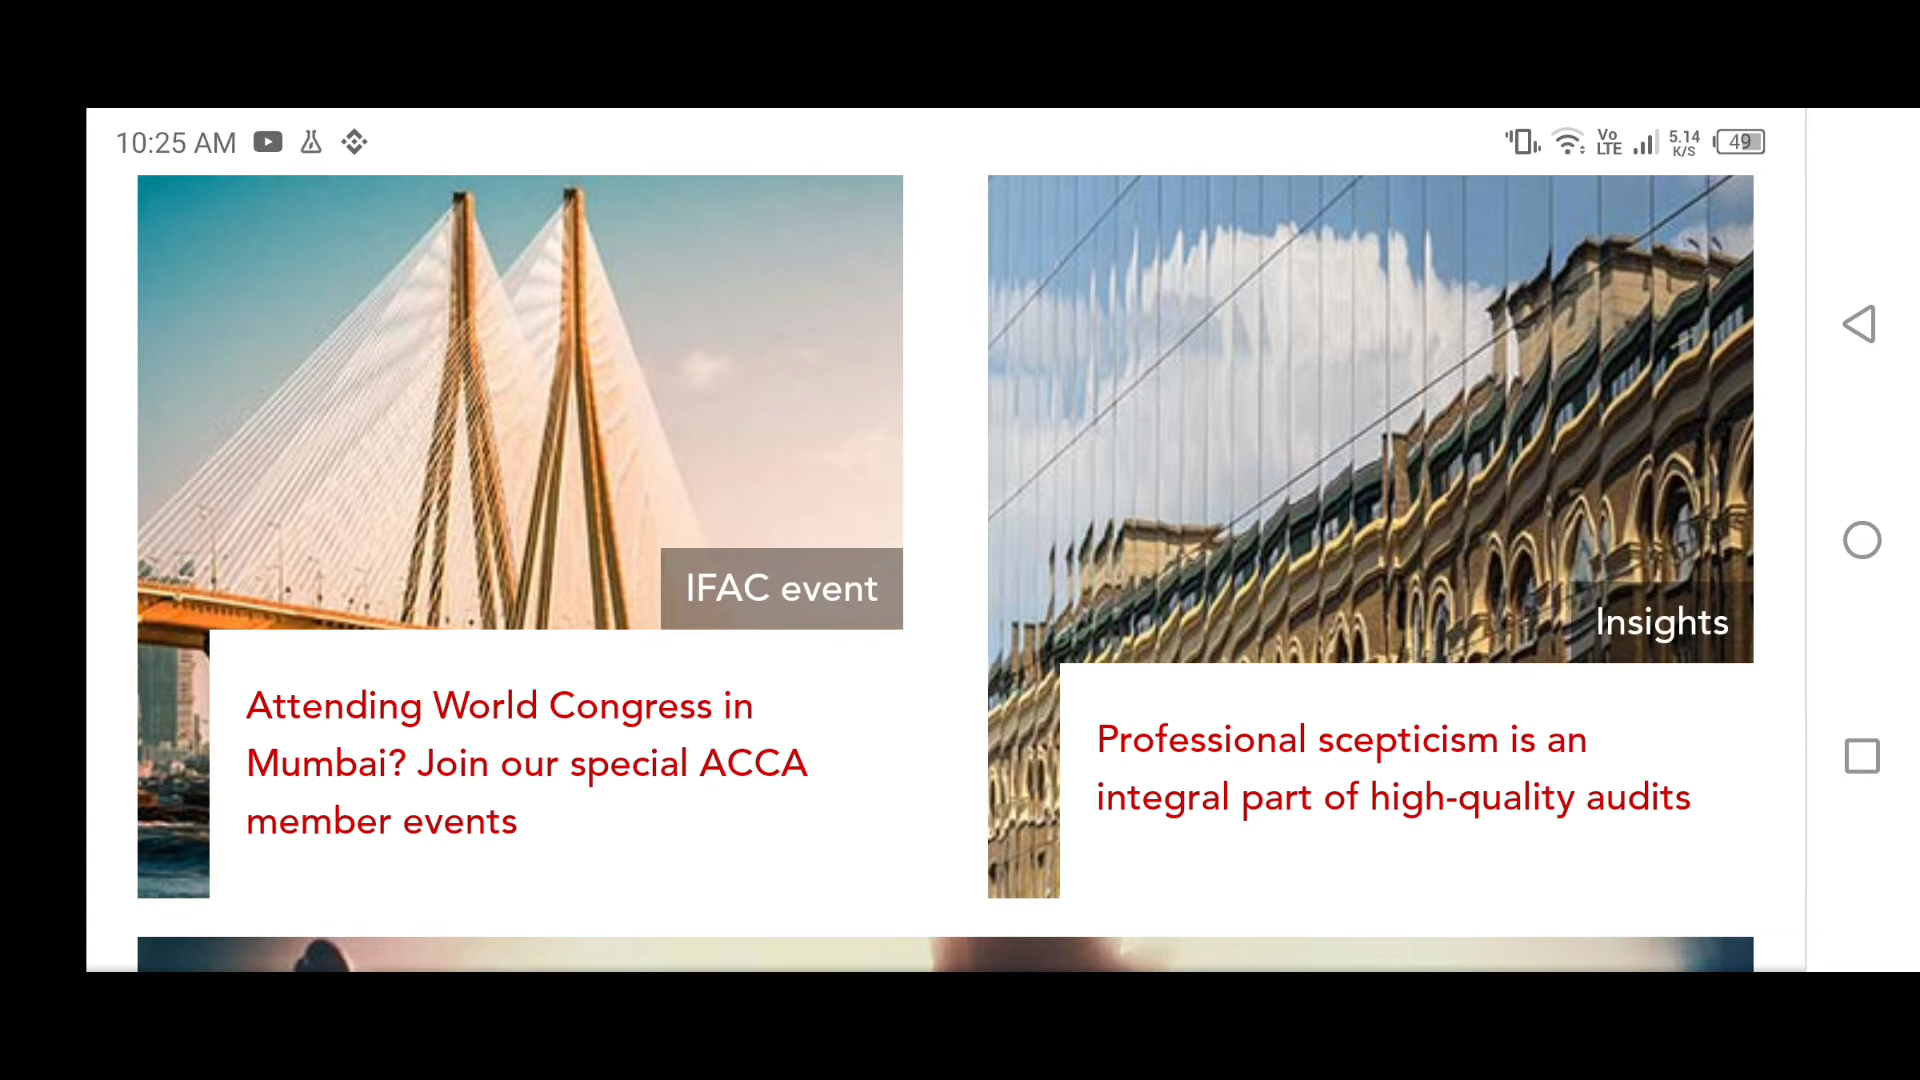 10:25 AM
Vo
LTE
5.14
K/S
49
IFAC event
Attending World Congress in
Mumbai? Join our special ACCA
member events
Insights
Professional scepticism is an
integral part of high-quality audits